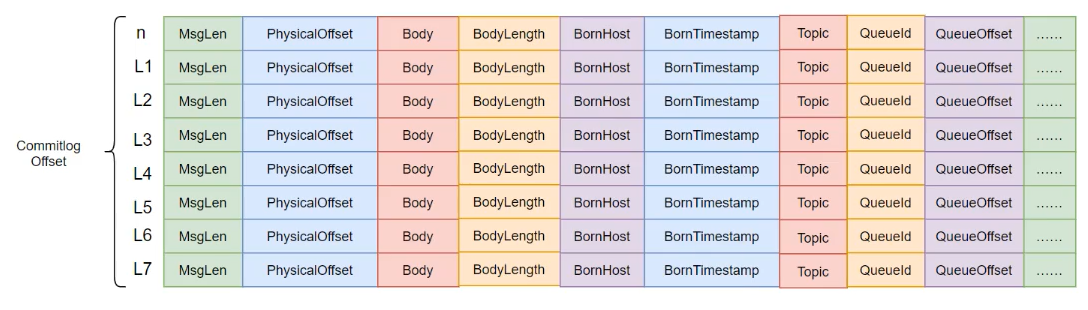 n MsgLen PhysicalOffset Body BodyLength BornHost BornTimestamp Topic QueueId QueueOffset ......
L1 MsgLen PhysicalOffset Body BodyLength BornHost BornTimestamp Topic QueueId QueueOffset ......
L2 MsgLen PhysicalOffset Body BodyLength BornHost BornTimestamp Topic QueueId QueueOffset ......
L3 MsgLen PhysicalOffset Body BodyLength BornHost BornTimestamp Topic QueueId QueueOffset ......
Commitlog
Offset
L4 MsgLen PhysicalOffset Body BodyLength BornHost BornTimestamp Topic QueueId QueueOffset ......
L5 MsgLen PhysicalOffset Body BodyLength BornHost BornTimestamp Topic QueueId QueueOffset ......
L6 MsgLen PhysicalOffset Body BodyLength BornHost BornTimestamp Topic QueueId QueueOffset ......
L7 MsgLen PhysicalOffset Body BodyLength BornHost BornTimestamp Topic QueueId QueueOffset ......